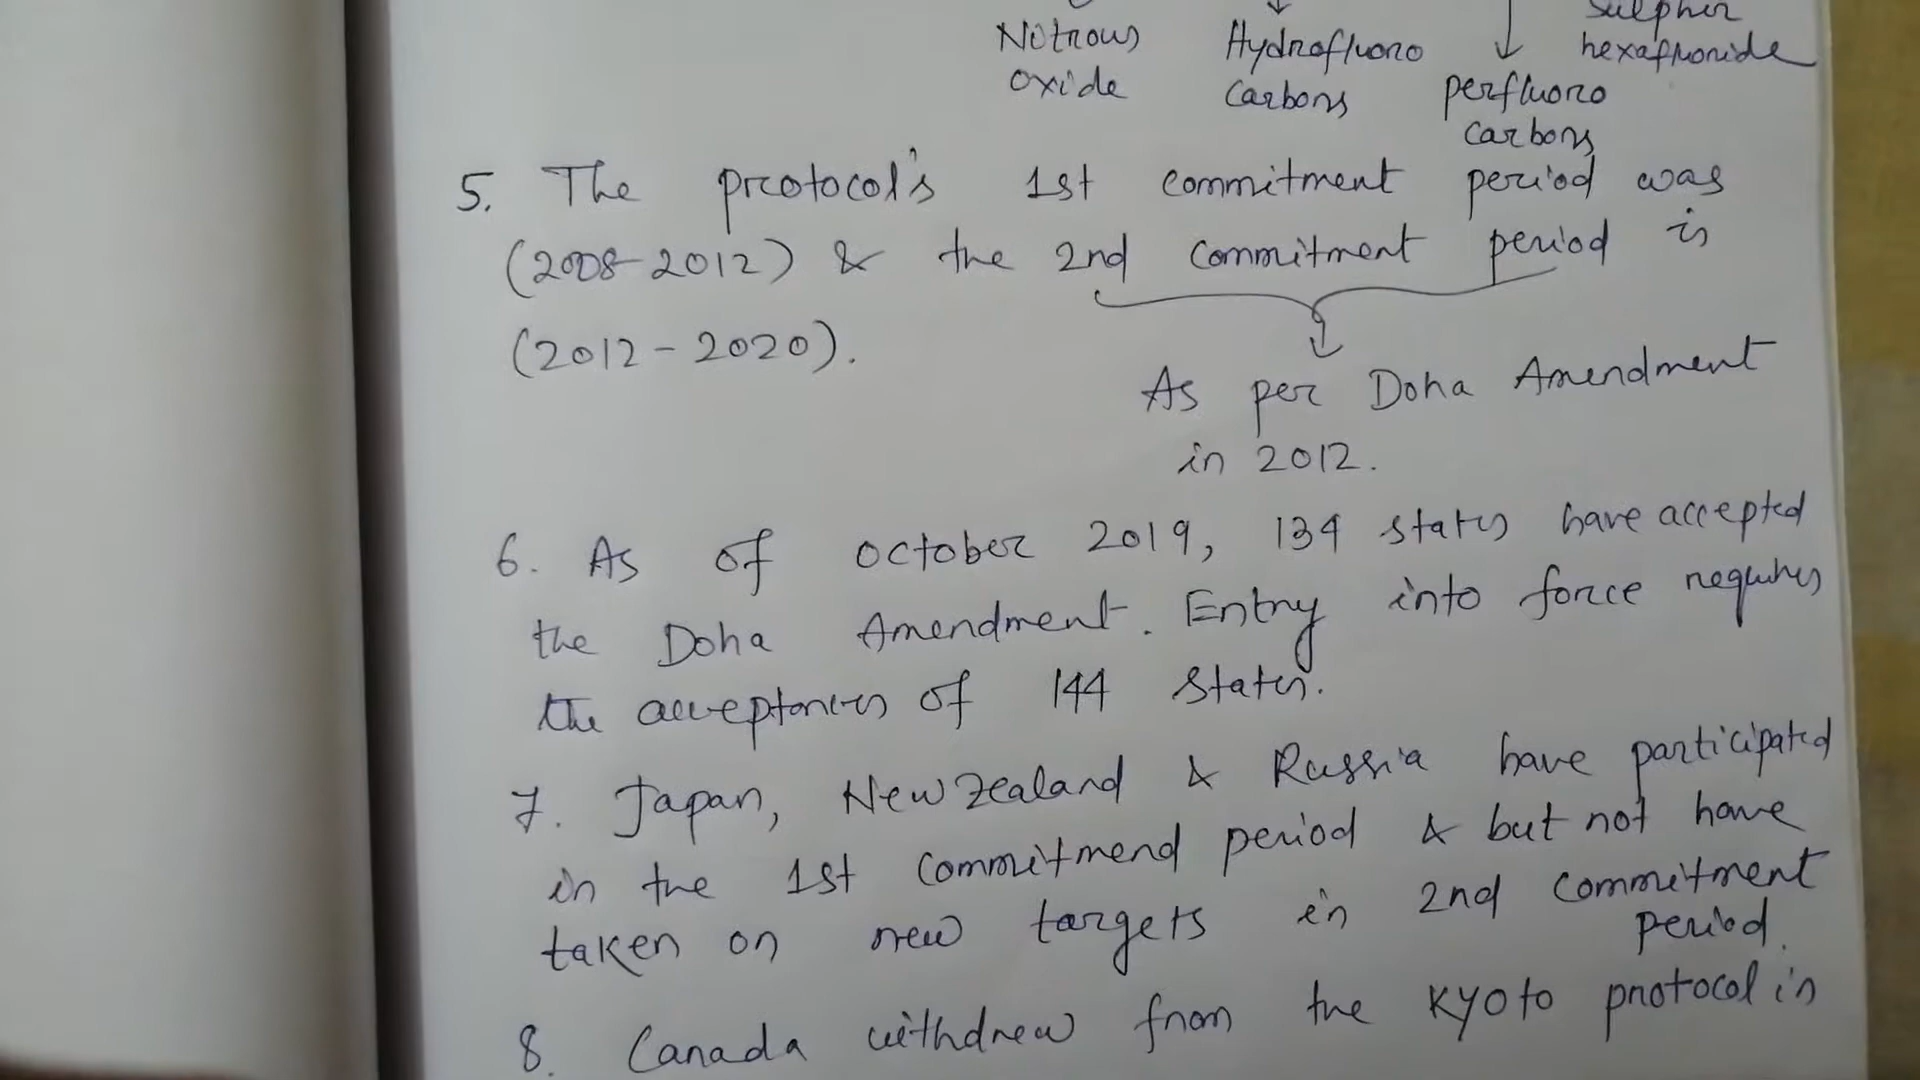 Nitrous Hydrofluoro sulpher
oxide carbons hexafluoride
perfluoro
carbons
5. The protocol's 1st commitment period was
(2008-2012) & the 2nd commitment period is
(2012-2020).
As per Doha Amendment
in 2012.
6. As of october 2019, 134 states have accepted
the Doha Amendment. Entry into force requires
the acceptances of 144 states.
7. Japan, New Zealand & Russia have participated
in the 1st commitmend period & but not have
taken on new targets in 2nd commitment
period.
8. Canada withdrew from the Kyoto protocol in